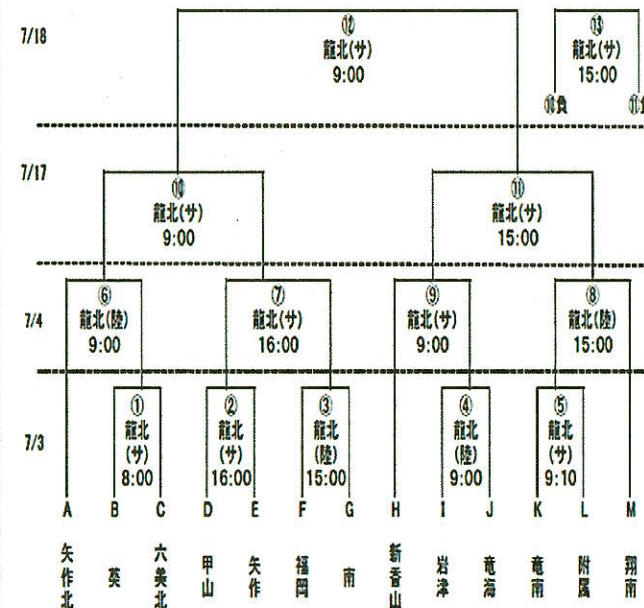 7/18
⑫
龍北(サ)
9:00
⑬
龍北(サ)
15:00
⑩負
⑪負
7/17
⑩
龍北(サ)
9:00
⑪
龍北(サ)
15:00
7/4
⑥
龍北(陸)
9:00
⑦
龍北(サ)
16:00
⑨
龍北(サ)
9:00
⑧
龍北(陸)
15:00
7/3
①
龍北
(サ)
8:00
②
龍北
(サ)
16:00
③
龍北
(陸)
15:00
④
龍北
(陸)
9:00
⑤
龍北
(サ)
9:10
A B C D E F G H I J K L M
矢作北
葵
六美北
甲山
矢作
福岡
南
新香山
岩津
竜海
竜南
附属
翔南